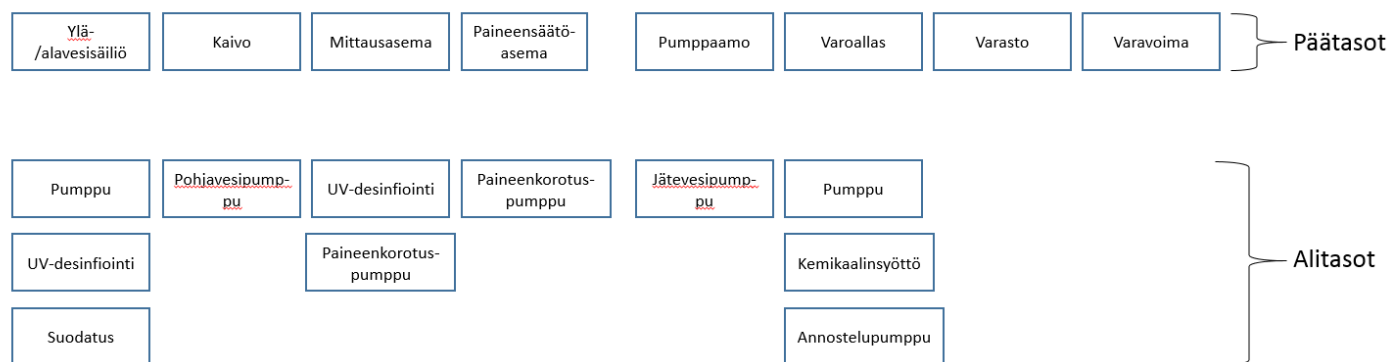 Ylä-
/alavesisäiliö
Kaivo
Mittausasema
Paineensäätö-
asema
Pumppaamo
Varoallas
Varasto
Varavoima
Päätasot
Pumppu
Pohjavesipump-
pu
UV-desinfiointi
Paineenkorotus-
pumppu
Jätevesipump-
pu
Pumppu
UV-desinfiointi
Paineenkorotus-
pumppu
Kemikaalinsyöttö
Alitasot
Suodatus
Annostelupumppu